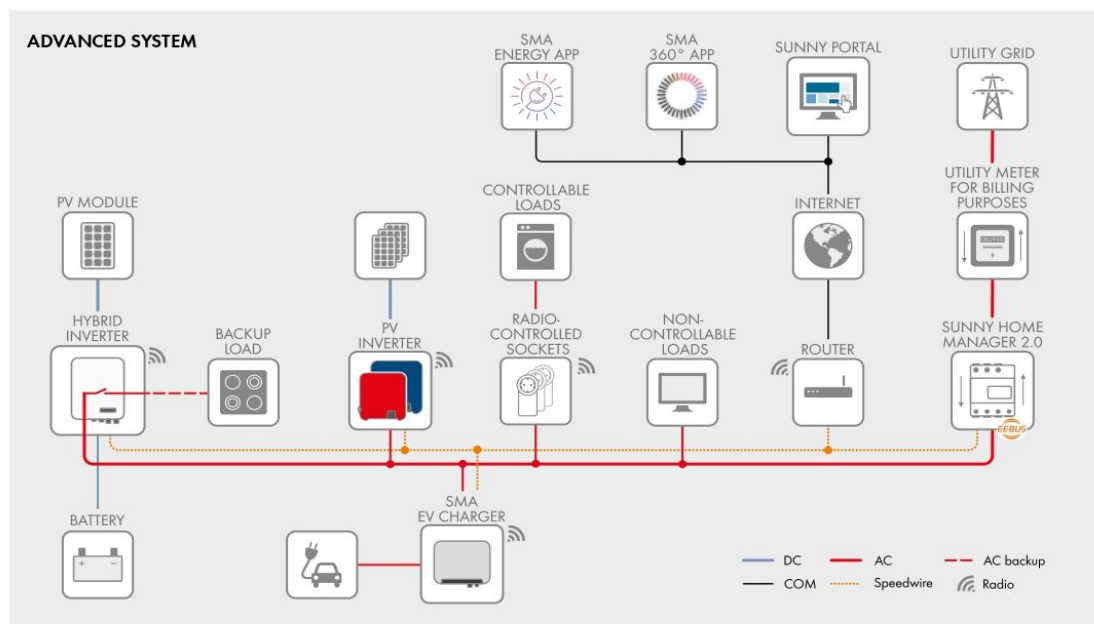 ADVANCED SYSTEM
SMA
ENERGY APP
SMA
360° APP
SUNNY PORTAL
UTILITY GRID
UTILITY METER
FOR BILLING
PURPOSES
PV MODULE
CONTROLLABLE
LOADS
INTERNET
HYBRID
INVERTER
BACKUP
LOAD
PV
INVERTER
RADIO-
CONTROLLED
SOCKETS
NON-
CONTROLLABLE
LOADS
ROUTER
SUNNY HOME
MANAGER 2.0
EEBUS
BATTERY
SMA
EV CHARGER
DC
AC
AC backup
COM
Speedwire
Radio